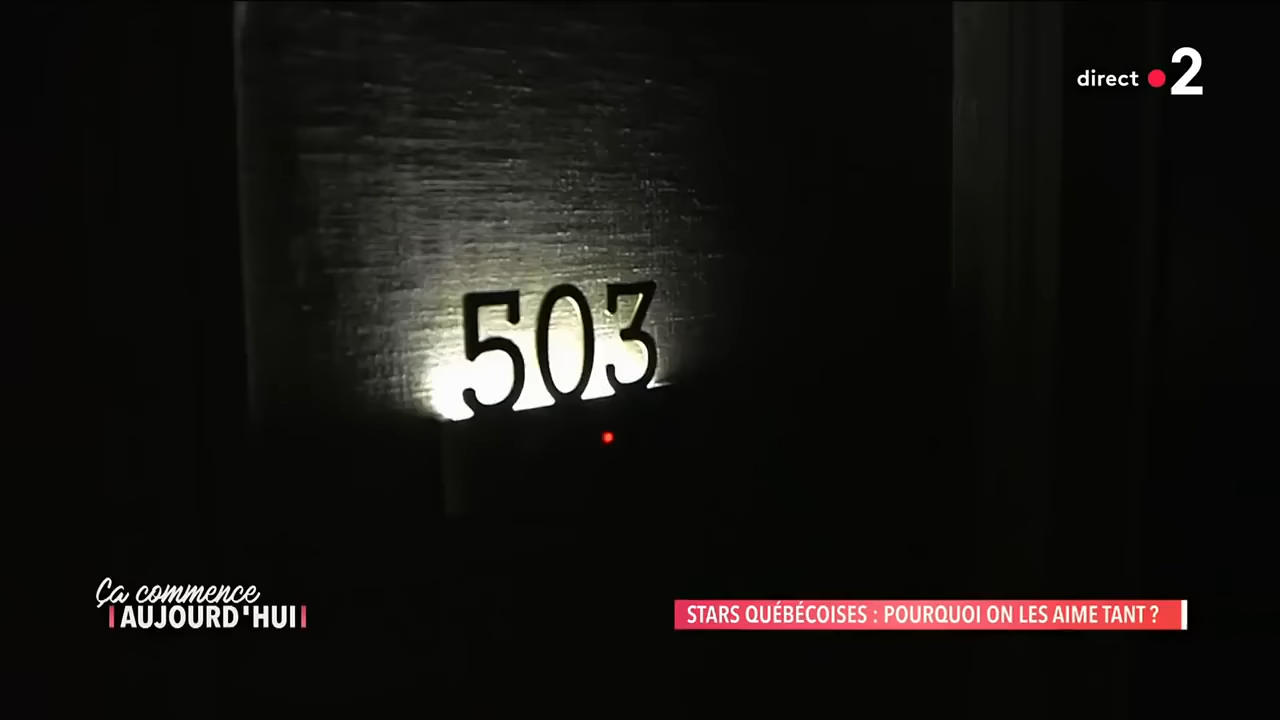 direct 2
503
Ça commence
AUJOURD'HUI
STARS QUÉBÉCOISES : POURQUOI ON LES AIME TANT ?